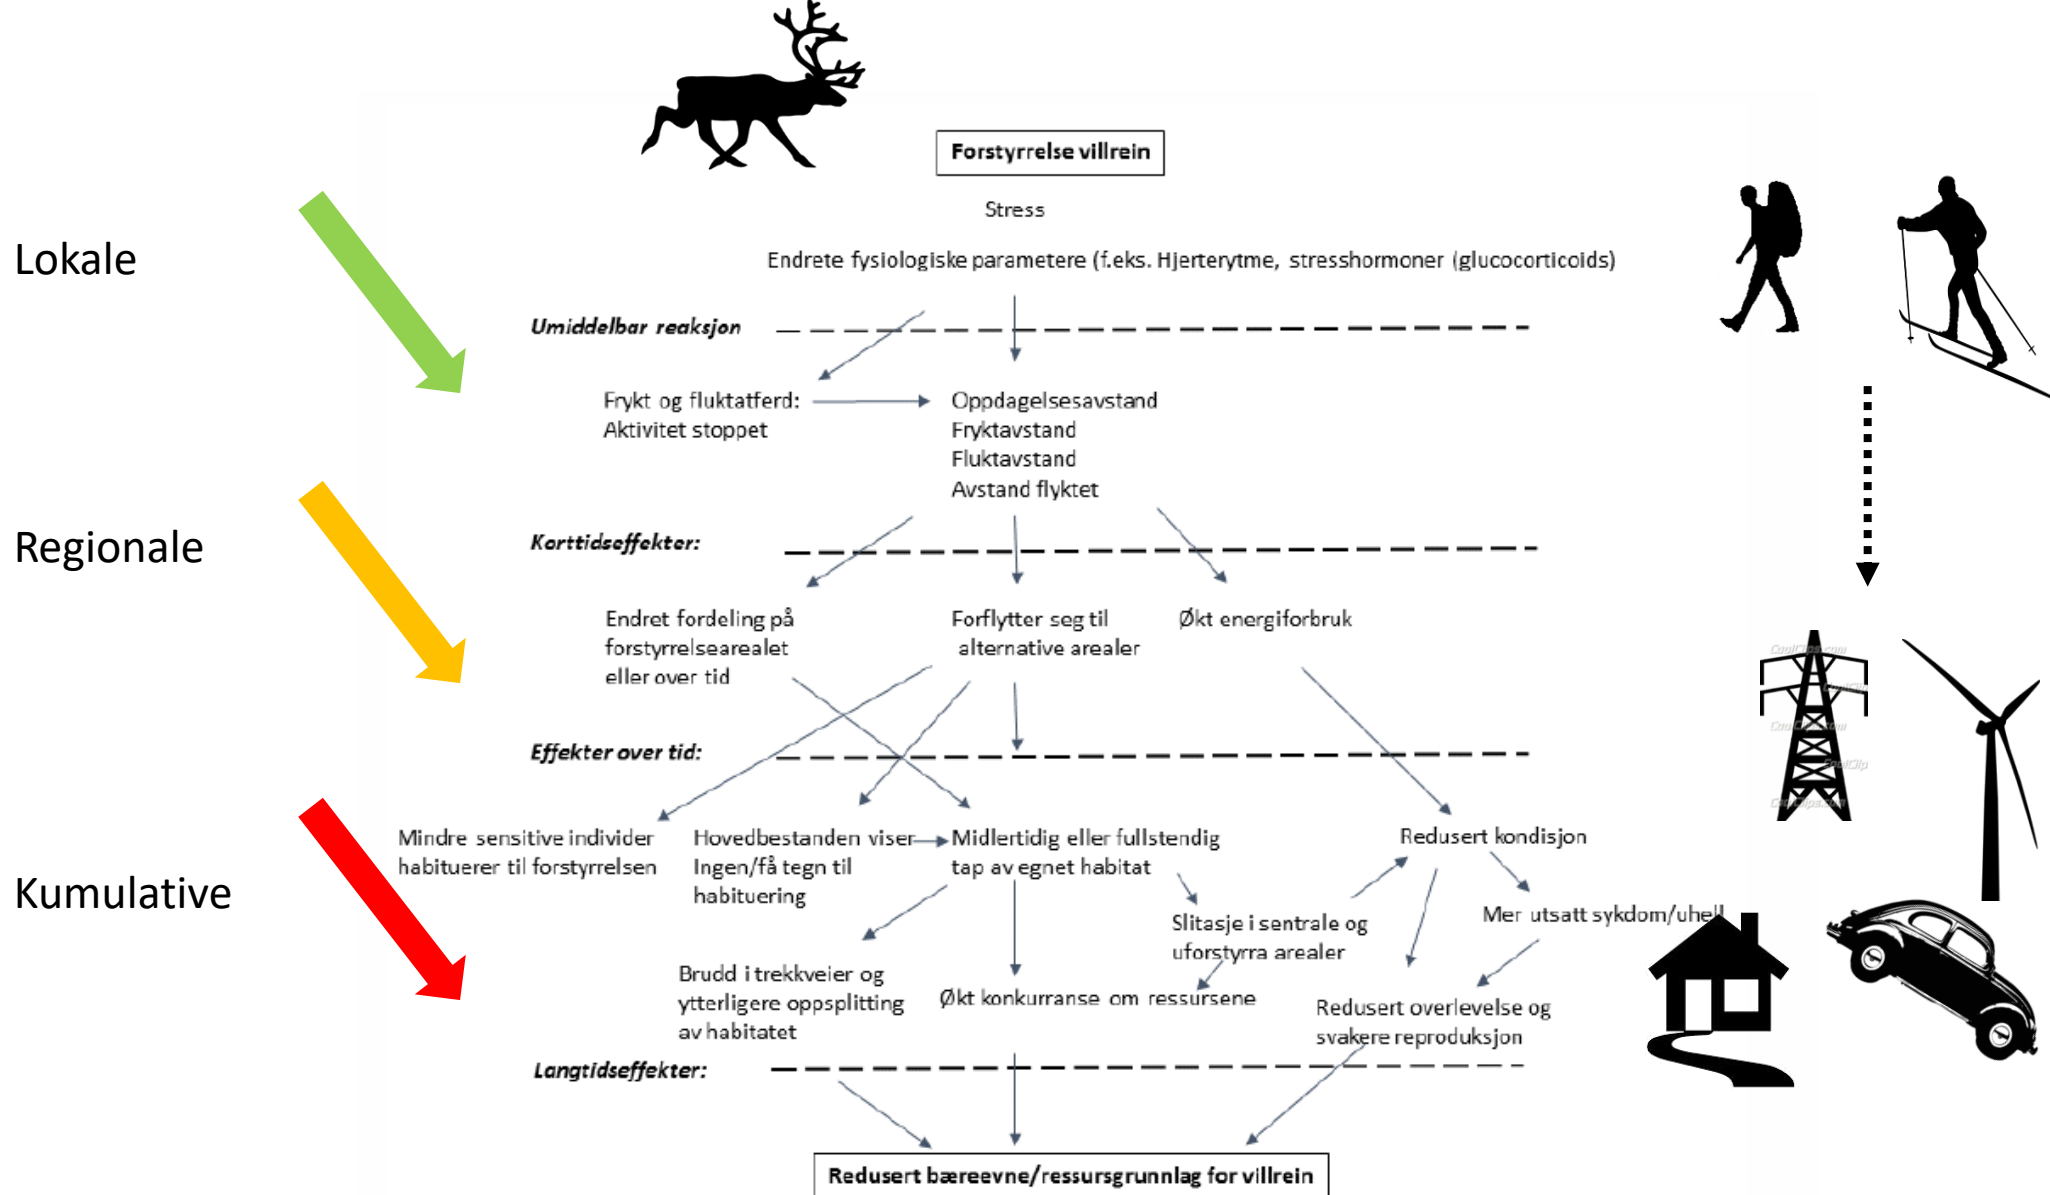 Forstyrrelse villrein
Stress
Lokale
Endrete fysiologiske parametere (f.eks. Hjerterytme, stresshormoner (glucocorticoids)
Umiddelbar reaksjon
Frykt og fluktatferd:
Aktivitet stoppet
Oppdagelsesavstand
Fryktavstand
Fluktavstand
Avstand flyktet
Regionale
Korttidseffekter:
Endret fordeling på
forstyrrelsearealet
eller over tid
Forflytter seg til
alternative arealer
Økt energiforbruk
CoolClips.com
CoolClips.com
Effekter over tid:
Mindre sensitive individer
habituerer til forstyrrelsen
Hovedbestanden viser
Ingen/få tegn til
habituering
Midlertidig eller fullstendig
tap av egnet habitat
Redusert kondisjon
Kumulative
Slitasje i sentrale og
uforstyrra arealer
Mer utsatt sykdom/uhell
Brudd i trekkveier og
ytterligere oppsplitting
av habitatet
Økt konkurranse om ressursene
Redusert overlevelse og
svakere reproduksjon
Langtidseffekter:
Redusert bæreevne/ressursgrunnlag for villrein